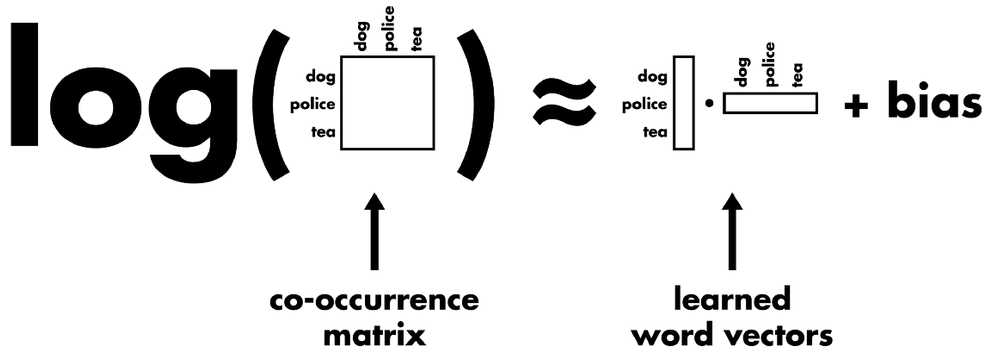 log( dog police tea
dog
police
tea
) ≈
dog police tea
dog
police
tea
· + bias
co-occurrence
matrix
learned
word vectors